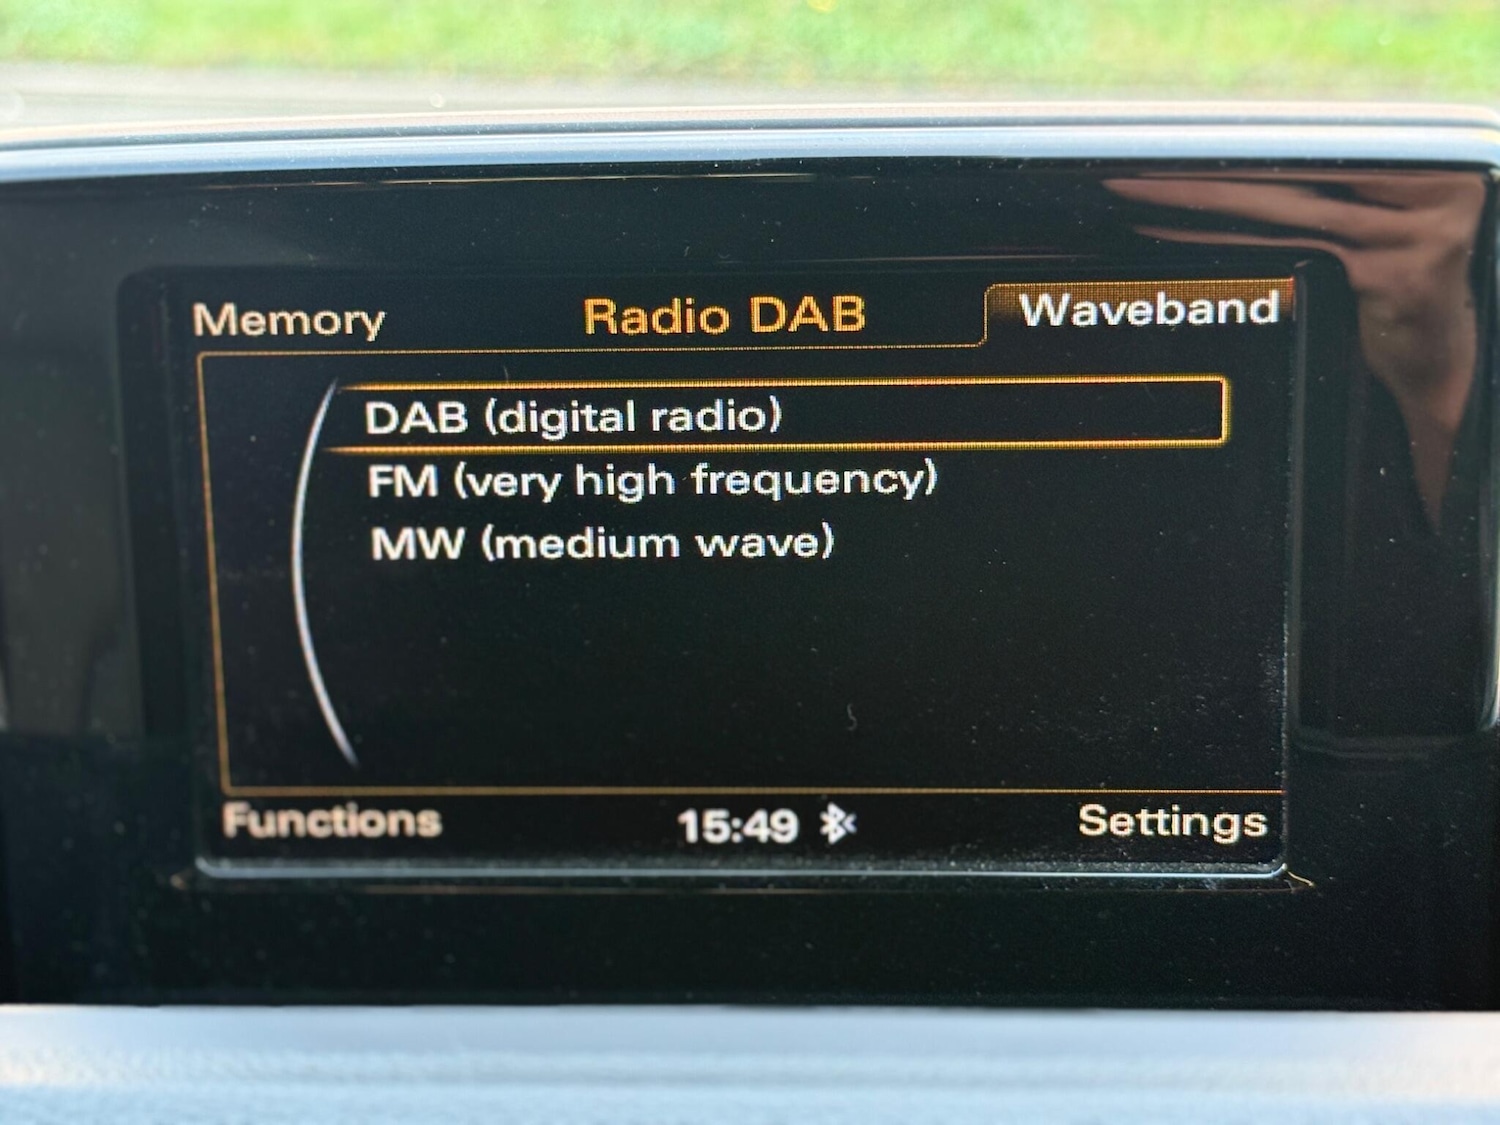 Memory Radio DAB Waveband
DAB (digital radio)
FM (very high frequency)
MW (medium wave)
Functions 15:49 Settings